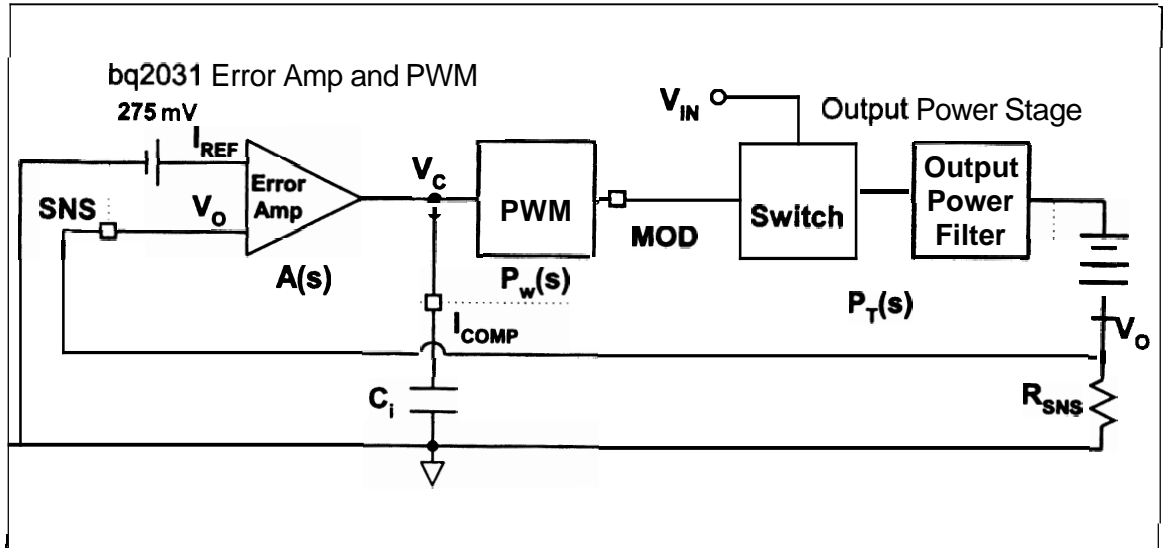 bq2031 Error Amp and PWM
275 mV
I_REF
V_IN
Output Power Stage
Error
Amp
V_C
PWM
Switch
Output
Power
Filter
SNS
V_O
MOD
A(s)
P_w(s)
P_T(s)
I_COMP
V_O
C_i
R_SNS